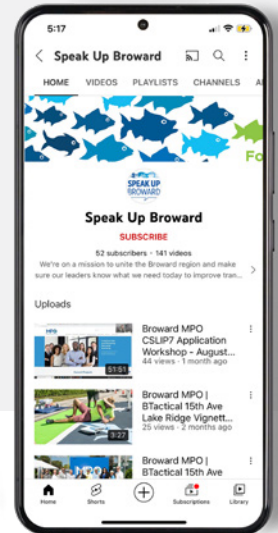 5:17
Speak Up Broward
HOME VIDEOS PLAYLISTS CHANNELS A
Fo
SPEAK UP
BROWARD
Speak Up Broward
SUBSCRIBE
52 subscribers • 141 videos
We're on a mission to unite the Broward region and make
sure our leaders know what we need today to improve tran...
Uploads
MPO
51:51
Broward MPO
CSLIP7 Application
Workshop - August...
44 views · 1 month ago
3:27
Broward MPO |
BTactical 15th Ave
Lake Ridge Vignett...
25 views · 2 months ago
Broward MPO |
BTactical 15th Ave
Home Shorts Subscriptions Library